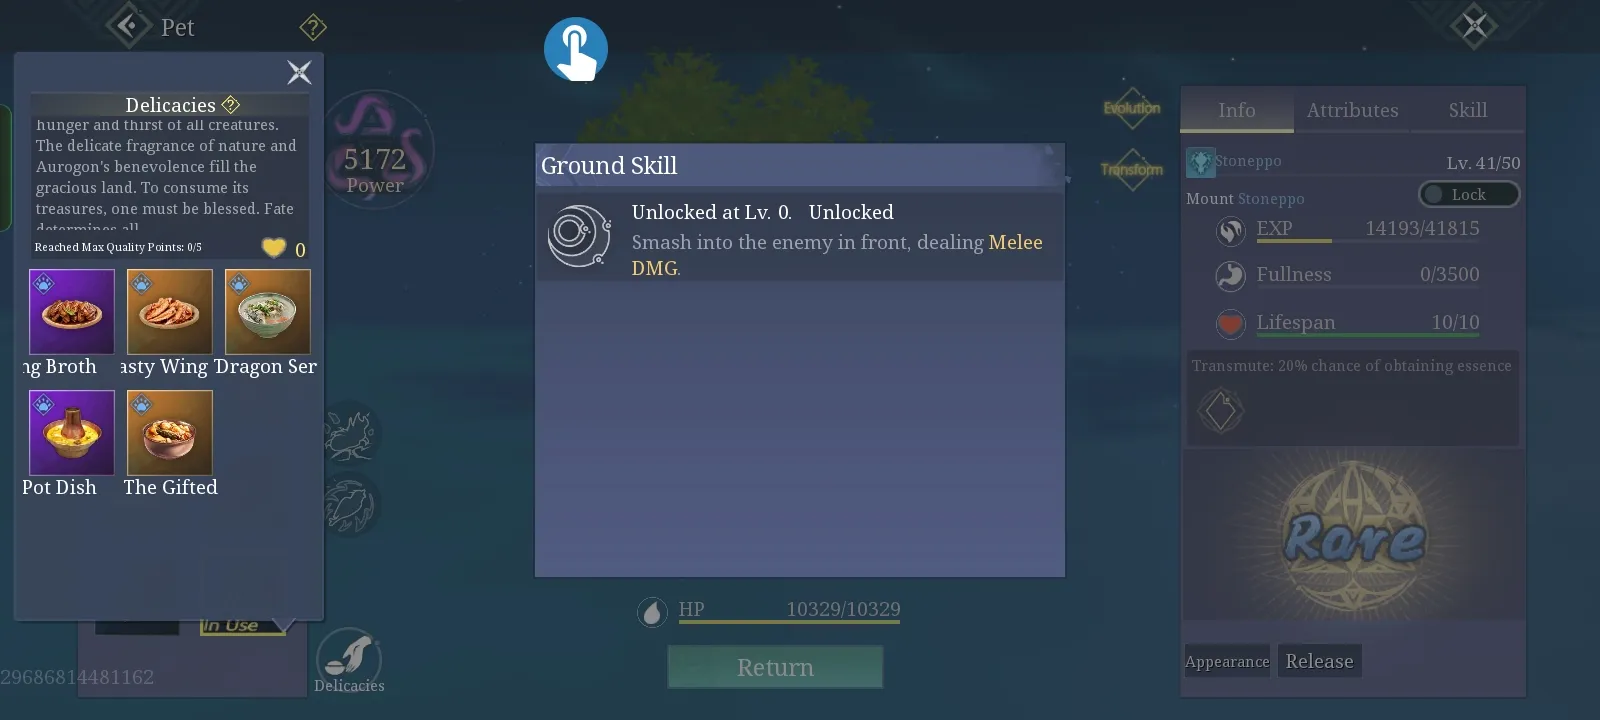 Pet
Delicacies
hunger and thirst of all creatures.
The delicate fragrance of nature and
Aurogon's benevolence fill the
gracious land. To consume its
treasures, one must be blessed. Fate
determines all
Reached Max Quality Points: 0/5
0
ng Broth
asty Wing
Dragon Ser
Pot Dish
The Gifted
In Use
29686814481162
5172
Power
Delicacies
Ground Skill
Unlocked at Lv. 0. Unlocked
Smash into the enemy in front, dealing Melee
DMG.
HP 10329/10329
Return
Evolution
Transform
Info Attributes Skill
Stoneppo Lv. 41/50
Mount Stoneppo
Lock
EXP 14193/41815
Fullness 0/3500
Lifespan 10/10
Transmute: 20% chance of obtaining essence
Rare
Appearance Release